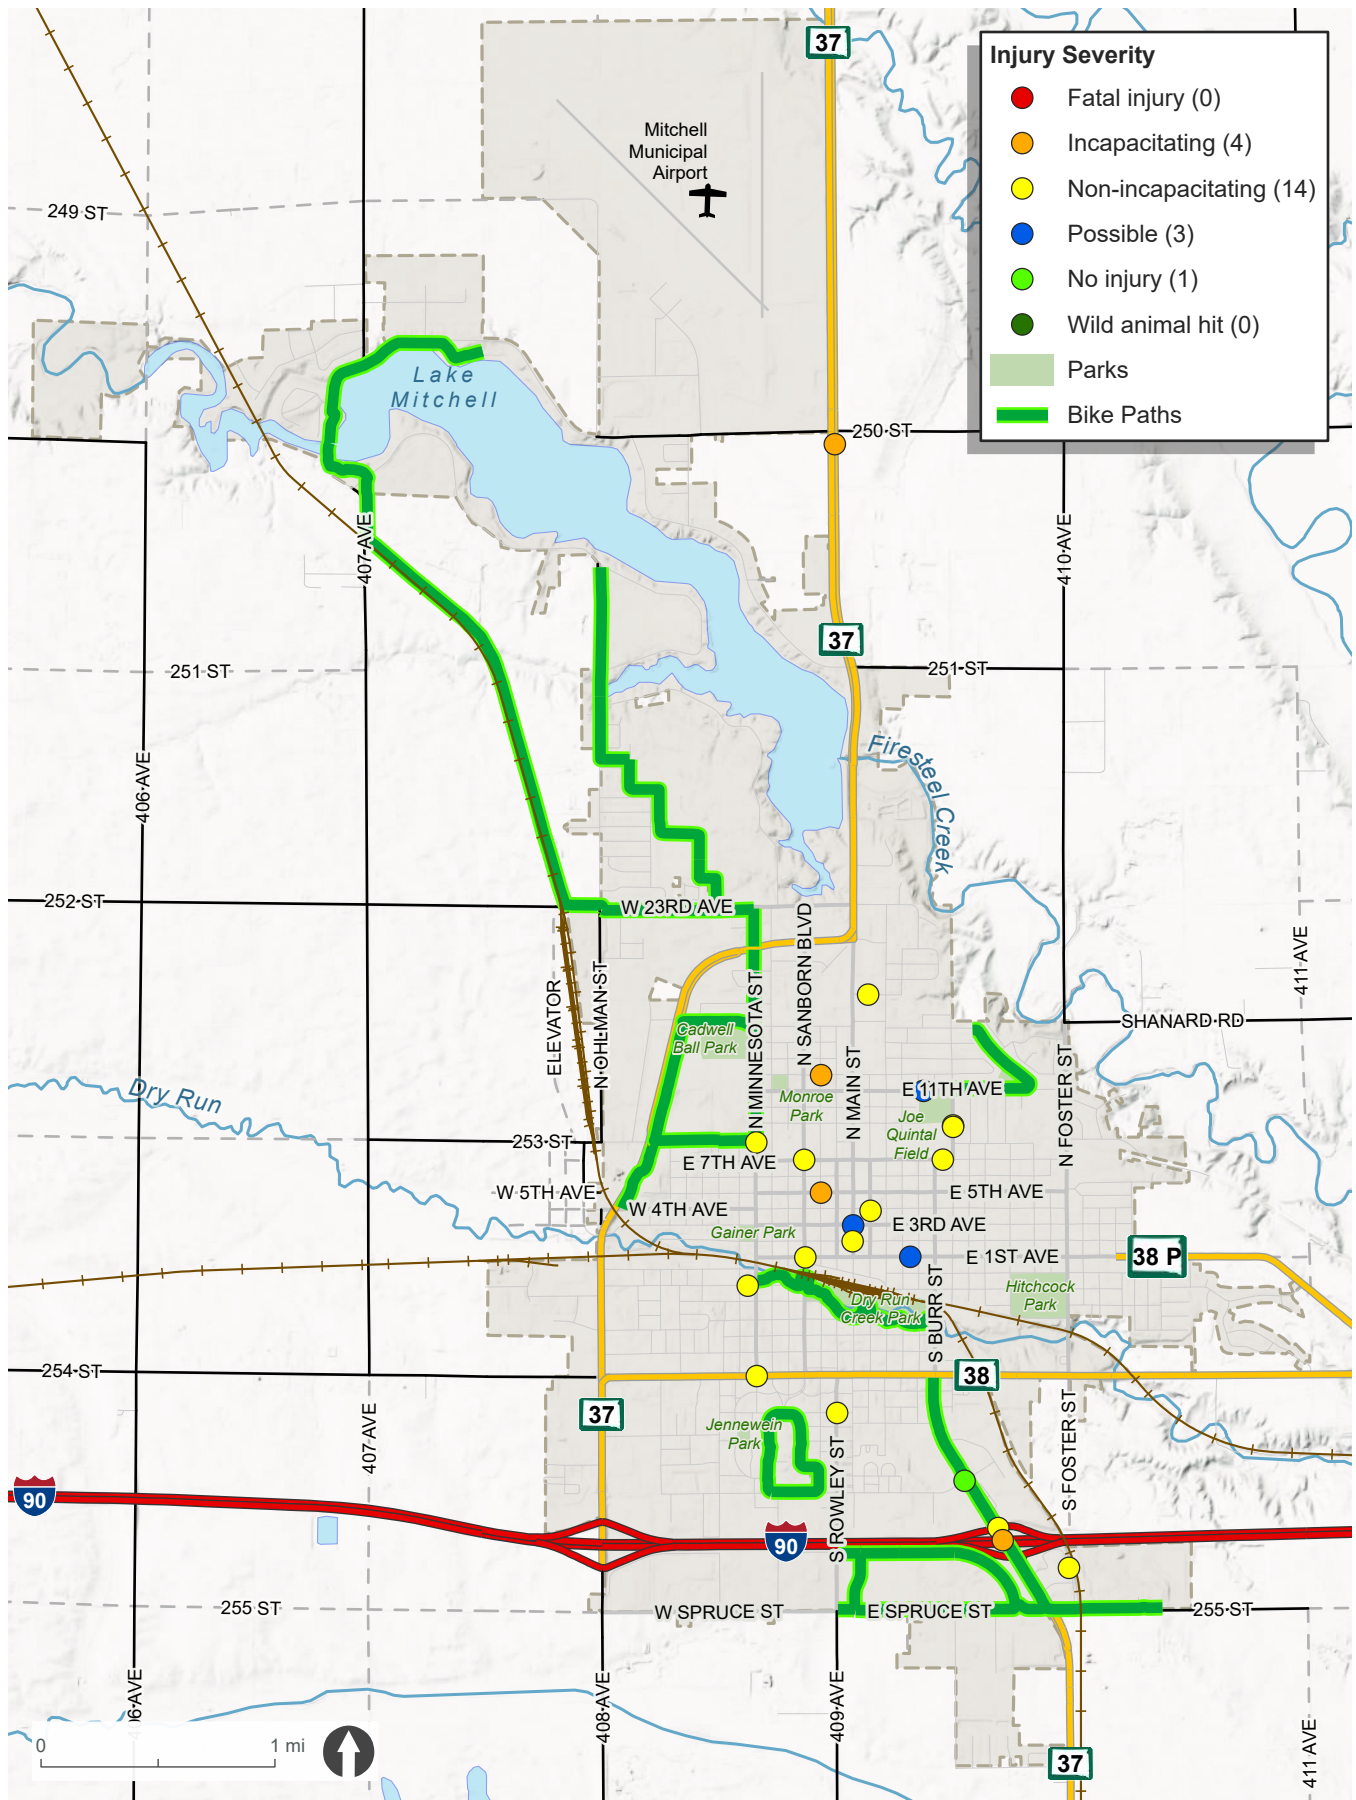 37
Injury Severity
Fatal injury (0)
Incapacitating (4)
Non-incapacitating (14)
Possible (3)
No injury (1)
Wild animal hit (0)
Parks
Bike Paths
Mitchell
Municipal
Airport
249 ST
Lake
Mitchell
250 ST
407 AVE
410 AVE
37
251 ST
251 ST
406 AVE
Firesteel
Creek
252 ST
W 23RD AVE
N SANBORN BLVD
411 AVE
ELEVATOR
N OHLMAN ST
N MINNESOTA ST
SHANARD RD
Cadwell
Ball Park
N MAIN ST
N FOSTER ST
Dry Run
E 11TH AVE
Monroe
Park
Joe
Quintal
Field
253 ST
E 7TH AVE
W 5TH AVE
E 5TH AVE
W 4TH AVE
E 3RD AVE
Gainer Park
E 1ST AVE
38 P
S BURR ST
Hitchcock
Park
Dry Run
Creek Park
254 ST
38
37
407 AVE
Jennewein
Park
S ROWLEY ST
S FOSTER ST
90
90
255 ST
W SPRUCE ST
E SPRUCE ST
255 ST
406 AVE
408 AVE
409 AVE
411 AVE
0
1 mi
37